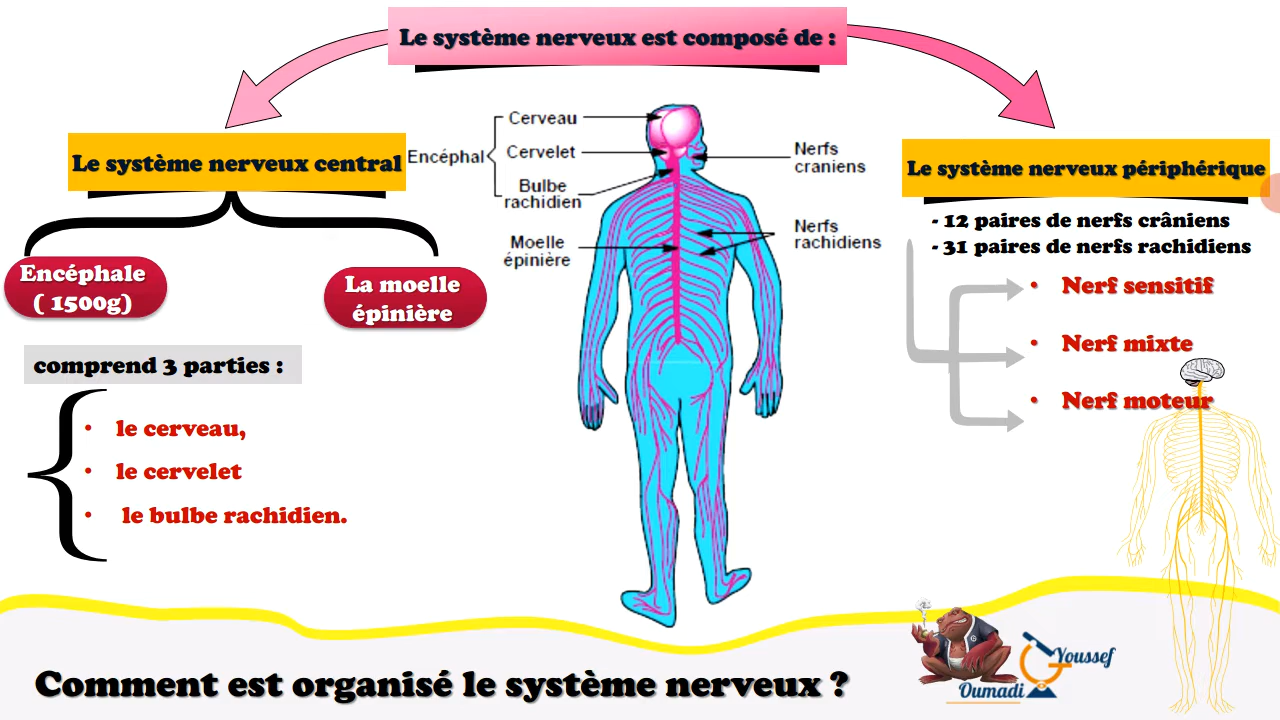 Le système nerveux est composé de :
Le système nerveux central
Encéphale
( 1500g)
La moelle
épinière
comprend 3 parties :
• le cerveau,
• le cervelet
• le bulbe rachidien.
Encéphal
Cerveau
Cervelet
Bulbe
rachidien
Moelle
épinière
Nerfs
craniens
Nerfs
rachidiens
Le système nerveux périphérique
- 12 paires de nerfs crâniens
- 31 paires de nerfs rachidiens
• Nerf sensitif
• Nerf mixte
• Nerf moteur
Comment est organisé le système nerveux ?
Youssef
Oumadi